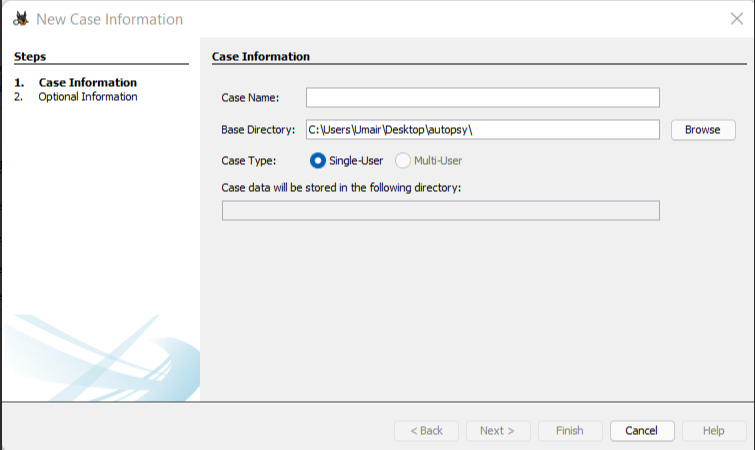 New Case Information
Steps
1. Case Information
2. Optional Information
Case Information
Case Name:
Base Directory: C:\Users\Umair\Desktop\autopsy\ Browse
Case Type: Single-User Multi-User
Case data will be stored in the following directory:
< Back Next > Finish Cancel Help